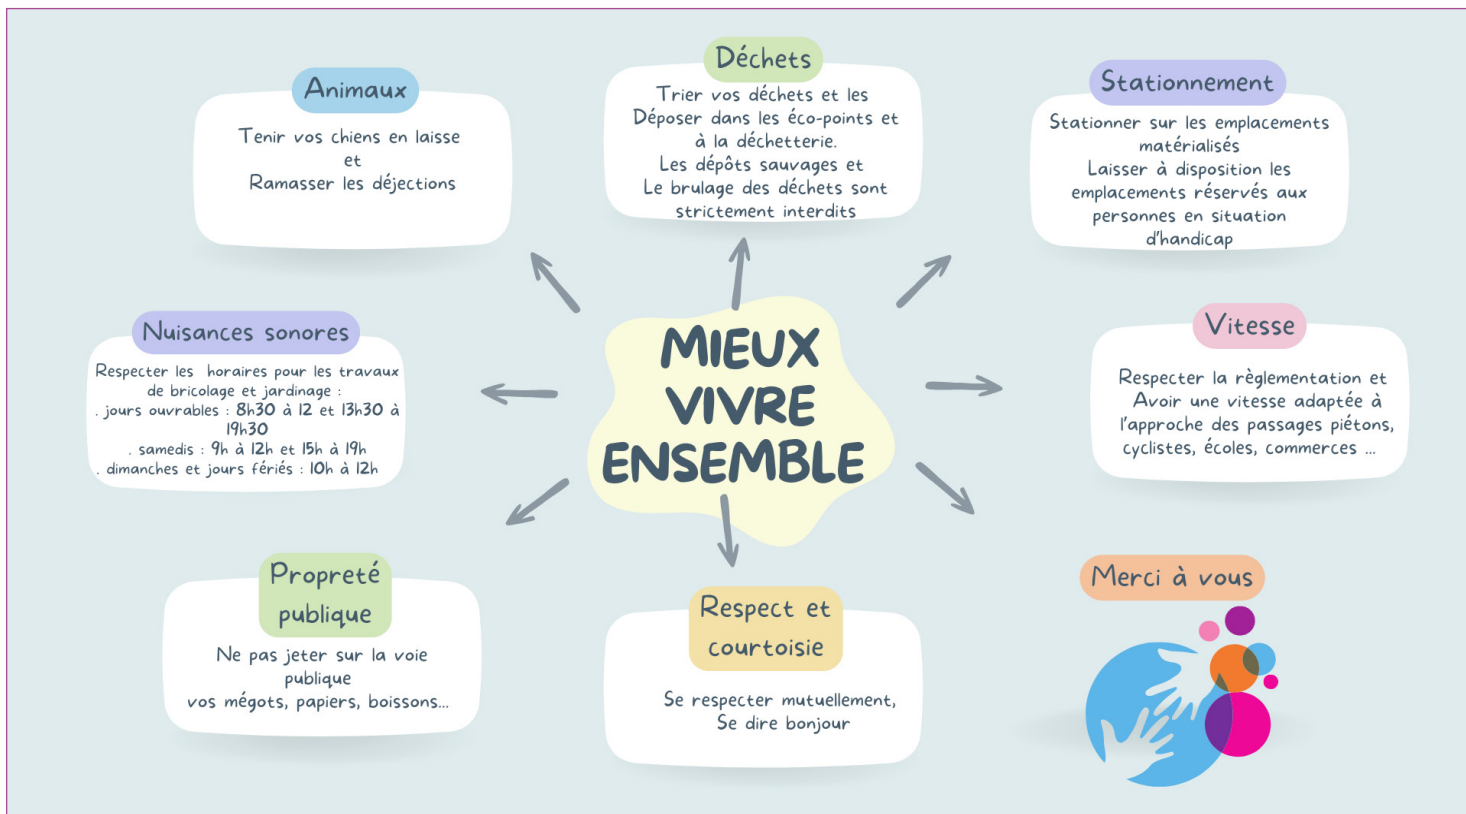 Animaux
Tenir vos chiens en laisse
et
Ramasser les déjections
Déchets
Trier vos déchets et les
Déposer dans les éco-points et
à la déchetterie.
Les dépôts sauvages et
Le brulage des déchets sont
strictement interdits
Stationnement
Stationner sur les emplacements
matérialisés
Laisser à disposition les
emplacements réservés aux
personnes en situation
d'handicap
Nuisances sonores
Respecter les horaires pour les travaux
de bricolage et jardinage :
. jours ouvrables : 8h30 à 12 et 13h30 à
19h30
. samedis : 9h à 12h et 15h à 19h
. dimanches et jours fériés : 10h à 12h
MIEUX
VIVRE
ENSEMBLE
Vitesse
Respecter la règlementation et
Avoir une vitesse adaptée à
l'approche des passages piétons,
cyclistes, écoles, commerces ...
Propreté
publique
Ne pas jeter sur la voie
publique
vos mégots, papiers, boissons...
Respect et
courtoisie
Se respecter mutuellement,
Se dire bonjour
Merci à vous